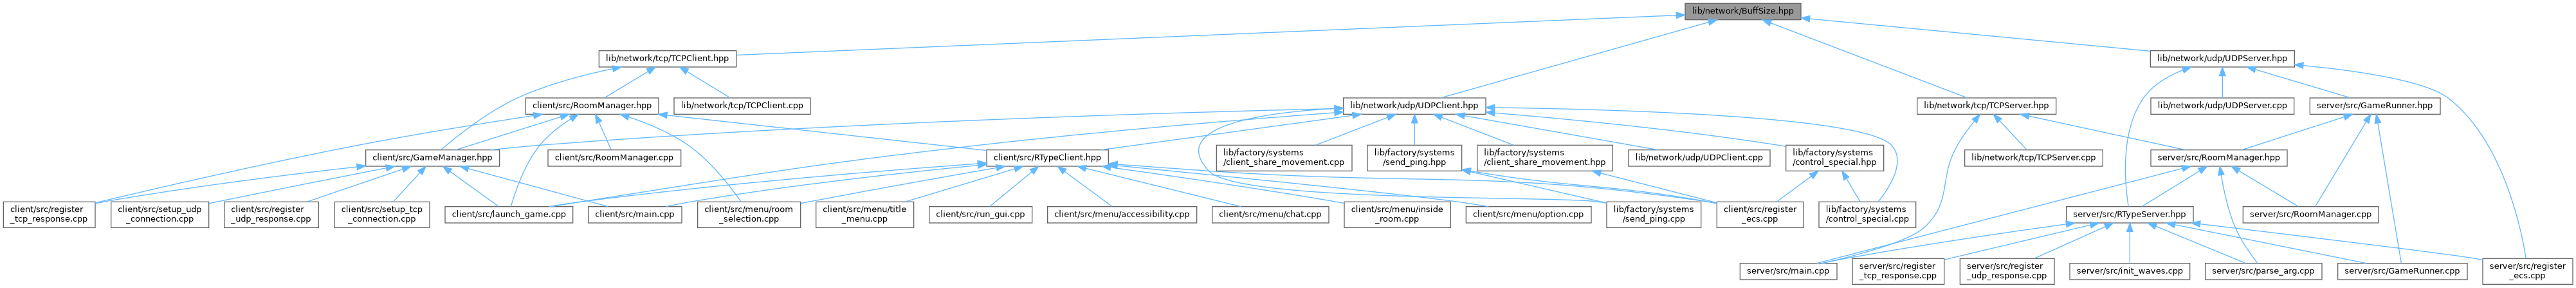 lib/network/BuffSize.hpp
lib/network/tcp/TCPClient.hpp
lib/network/udp/UDPServer.hpp
client/src/RoomManager.hpp
lib/network/tcp/TCPClient.cpp
lib/network/udp/UDPClient.hpp
lib/network/tcp/TCPServer.hpp
lib/network/udp/UDPServer.cpp
server/src/GameRunner.hpp
client/src/GameManager.hpp
client/src/RoomManager.cpp
client/src/RTypeClient.hpp
lib/factory/systems
/client_share_movement.cpp
lib/factory/systems
/send_ping.hpp
lib/factory/systems
/client_share_movement.hpp
lib/network/udp/UDPClient.cpp
lib/factory/systems
/control_special.hpp
lib/network/tcp/TCPServer.cpp
server/src/RoomManager.hpp
client/src/register
_tcp_response.cpp
client/src/setup_udp
_connection.cpp
client/src/register
_udp_response.cpp
client/src/setup_tcp
_connection.cpp
client/src/launch_game.cpp
client/src/main.cpp
client/src/menu/room
_selection.cpp
client/src/menu/title
_menu.cpp
client/src/run_gui.cpp
client/src/menu/accessibility.cpp
client/src/menu/chat.cpp
client/src/menu/inside
_room.cpp
client/src/menu/option.cpp
lib/factory/systems
/send_ping.cpp
client/src/register
_ecs.cpp
lib/factory/systems
/control_special.cpp
server/src/RTypeServer.hpp
server/src/RoomManager.cpp
server/src/main.cpp
server/src/register
_tcp_response.cpp
server/src/register
_udp_response.cpp
server/src/init_waves.cpp
server/src/parse_arg.cpp
server/src/GameRunner.cpp
server/src/register
_ecs.cpp